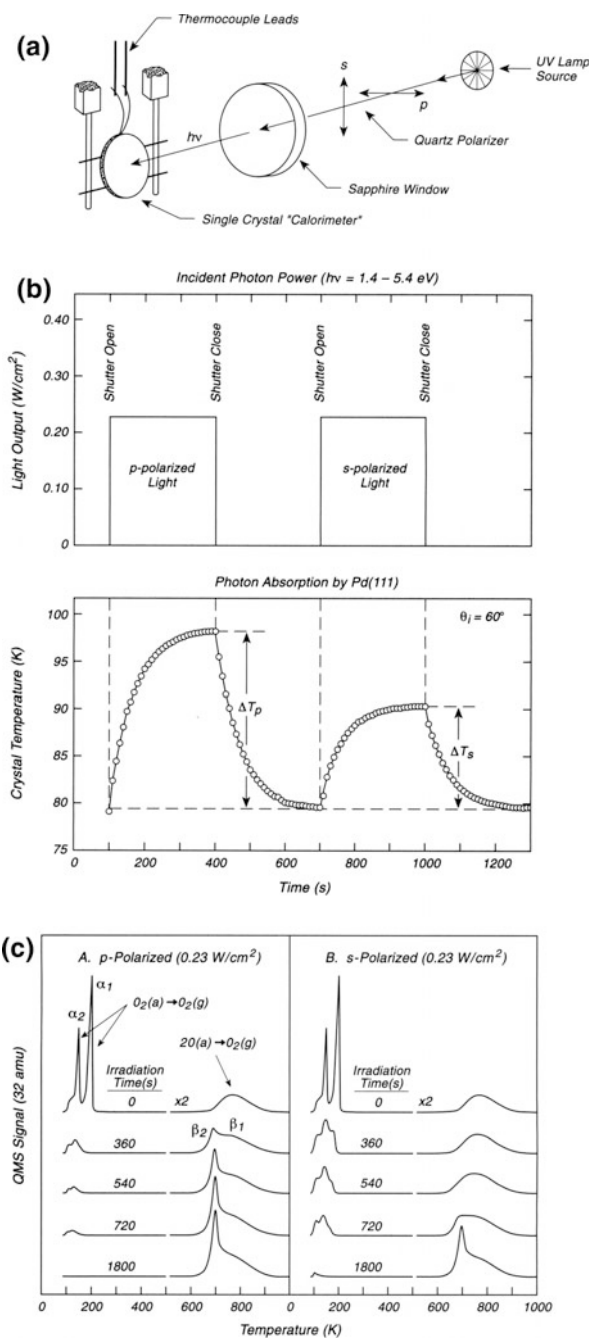 (a)
Thermocouple Leads
s
p
UV Lamp
Source
hν
Quartz Polarizer
Sapphire Window
Single Crystal "Calorimeter"
(b)
Incident Photon Power (hν = 1.4 – 5.4 eV)
Light Output (W/cm²)
0.40
0.30
0.20
0.10
0
Shutter Open
Shutter Close
Shutter Open
Shutter Close
p-polarized
Light
s-polarized
Light
Photon Absorption by Pd(111)
Crystal Temperature (K)
100
95
90
85
80
75
θi = 60°
ΔTp
ΔTs
0 200 400 600 800 1000 1200
Time (s)
(c)
A. p-Polarized (0.23 W/cm²)
B. s-Polarized (0.23 W/cm²)
QMS Signal (32 amu)
α1
α2
O2(a)→O2(g)
2O(a)→O2(g)
Irradiation
Time(s)
0 x2
β2 β1
360
540
720
1800
Irradiation
Time(s)
0 x2
360
540
720
1800
0 200 400 600 800 0 200 400 600 800 1000
Temperature (K)